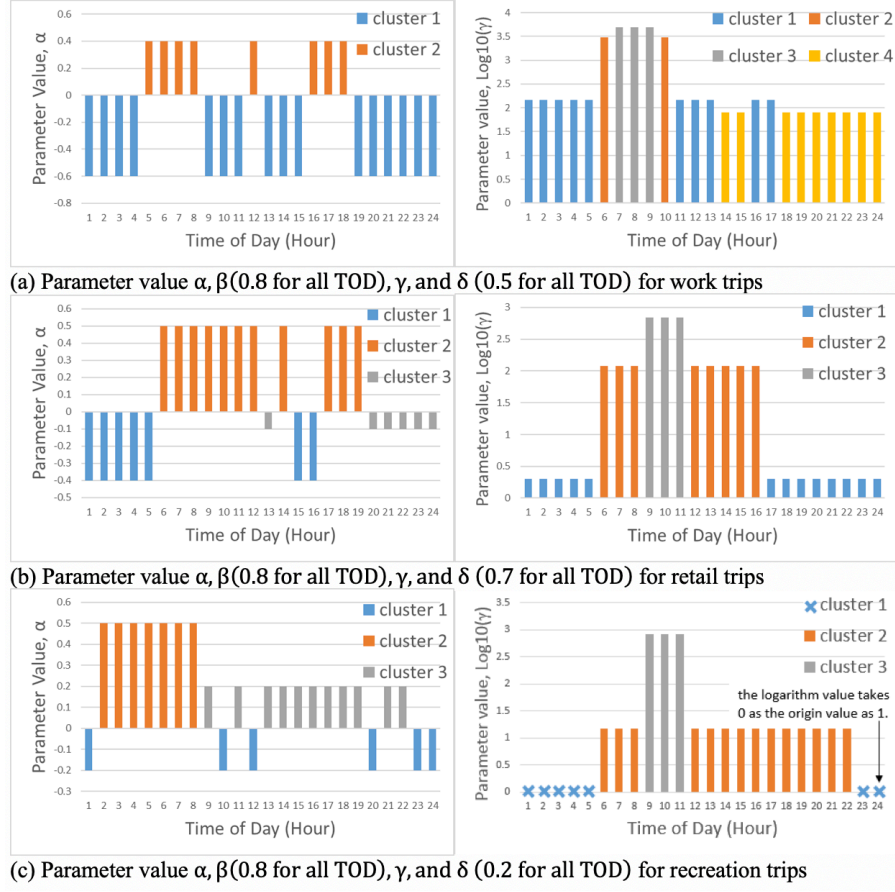 0.6
0.4
0.2
0
-0.2
-0.4
-0.6
-0.8
Parameter Value, α
cluster 1
cluster 2
1 2 3 4 5 6 7 8 9 10 11 12 13 14 15 16 17 18 19 20 21 22 23 24
Time of Day (Hour)
4
3.5
3
2.5
2
1.5
1
0.5
0
Parameter value, Log10(γ)
cluster 1 cluster 2
cluster 3 cluster 4
1 2 3 4 5 6 7 8 9 10 11 12 13 14 15 16 17 18 19 20 21 22 23 24
Time of Day (Hour)
(a) Parameter value α, β(0.8 for all TOD), γ, and δ (0.5 for all TOD) for work trips
0.6
0.5
0.4
0.3
0.2
0.1
0
-0.1
-0.2
-0.3
-0.4
-0.5
Parameter Value, α
cluster 1
cluster 2
cluster 3
1 2 3 4 5 6 7 8 9 10 11 12 13 14 15 16 17 18 19 20 21 22 23 24
Time of Day (Hour)
3
2.5
2
1.5
1
0.5
0
Parameter value, Log10(γ)
cluster 1
cluster 2
cluster 3
1 2 3 4 5 6 7 8 9 10 11 12 13 14 15 16 17 18 19 20 21 22 23 24
Time of Day (Hour)
(b) Parameter value α, β(0.8 for all TOD), γ, and δ (0.7 for all TOD) for retail trips
0.6
0.5
0.4
0.3
0.2
0.1
0
-0.1
-0.2
-0.3
Parameter Value, α
cluster 1
cluster 2
cluster 3
1 2 3 4 5 6 7 8 9 10 11 12 13 14 15 16 17 18 19 20 21 22 23 24
Time of Day (Hour)
3.5
3
2.5
2
1.5
1
0.5
0
Parameter value, Log10(γ)
cluster 1
cluster 2
cluster 3
the logarithm value takes
0 as the origin value as 1.
1 2 3 4 5 6 7 8 9 10 11 12 13 14 15 16 17 18 19 20 21 22 23 24
Time of Day (Hour)
(c) Parameter value α, β(0.8 for all TOD), γ, and δ (0.2 for all TOD) for recreation trips